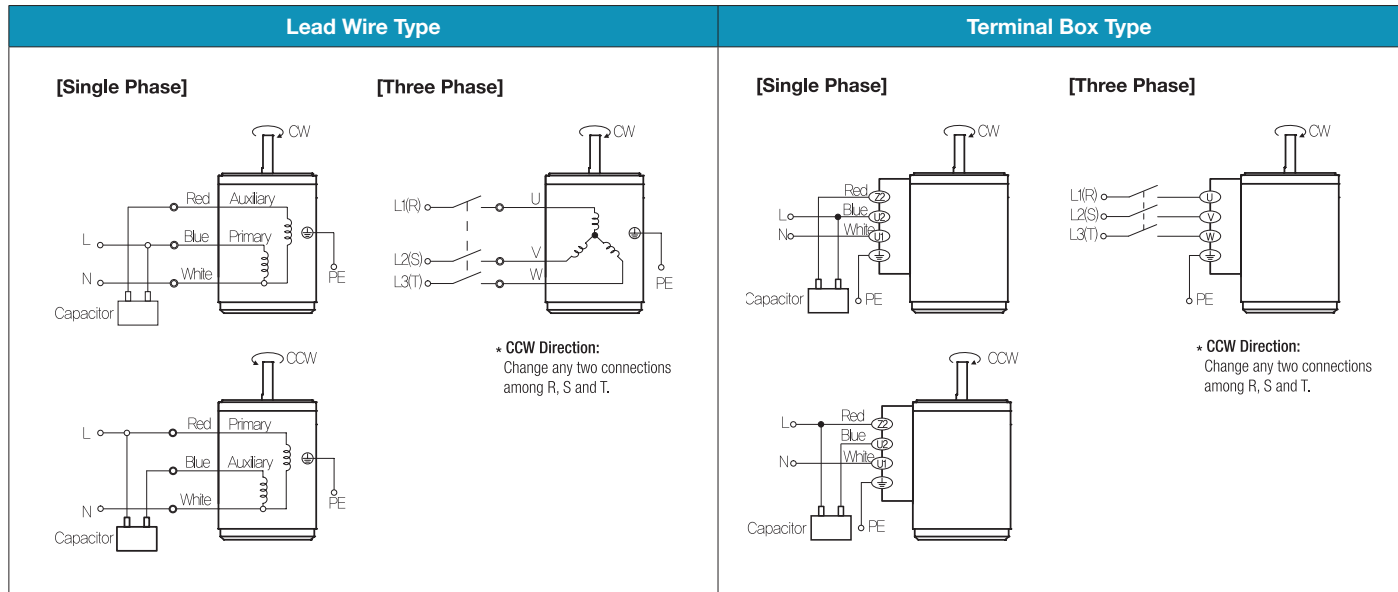 Lead Wire Type
Terminal Box Type
[Single Phase]
[Three Phase]
[Single Phase]
[Three Phase]
CW
Red Auxiliary
L
Blue Primary
N
White
PE
Capacitor
CW
L1(R)
U
L2(S)
V
L3(T)
W
PE
* CCW Direction:
Change any two connections
among R, S and T.
CCW
L
Red Primary
Blue Auxiliary
N
White
PE
Capacitor
CW
Red Z2
L
Blue U2
N
White U1
Capacitor
PE
CW
L1(R)
U
L2(S)
V
L3(T)
W
PE
* CCW Direction:
Change any two connections
among R, S and T.
CCW
L
Red Z2
Blue U2
N
White U1
Capacitor
PE